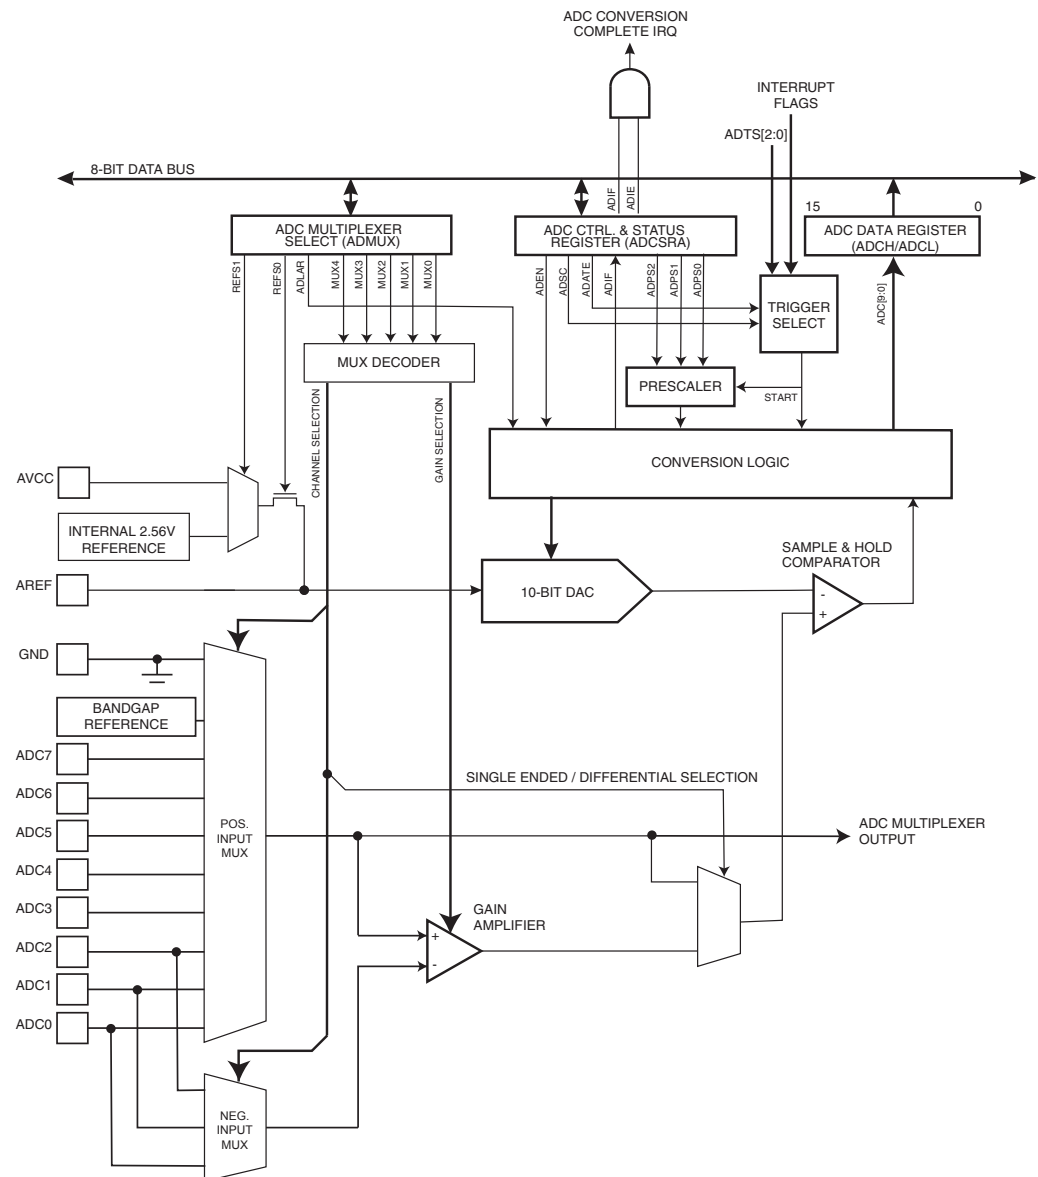 ADC CONVERSION
COMPLETE IRQ
INTERRUPT
FLAGS
ADTS[2:0]
8-BIT DATA BUS
ADIF
ADIE
15
0
ADC MULTIPLEXER
SELECT (ADMUX)
ADC CTRL. & STATUS
REGISTER (ADCSRA)
ADC DATA REGISTER
(ADCH/ADCL)
REFS1
REFS0
ADLAR
MUX4
MUX3
MUX2
MUX1
MUX0
ADEN
ADSC
ADATE
ADIF
ADPS2
ADPS1
ADPS0
ADC[9:0]
TRIGGER
SELECT
MUX DECODER
PRESCALER
START
CHANNEL SELECTION
GAIN SELECTION
CONVERSION LOGIC
AVCC
INTERNAL 2.56V
REFERENCE
SAMPLE & HOLD
COMPARATOR
AREF
10-BIT DAC
-
+
GND
BANDGAP
REFERENCE
ADC7
ADC6
ADC5
ADC4
ADC3
ADC2
ADC1
ADC0
POS.
INPUT
MUX
SINGLE ENDED / DIFFERENTIAL SELECTION
ADC MULTIPLEXER
OUTPUT
GAIN
AMPLIFIER
+
-
NEG.
INPUT
MUX